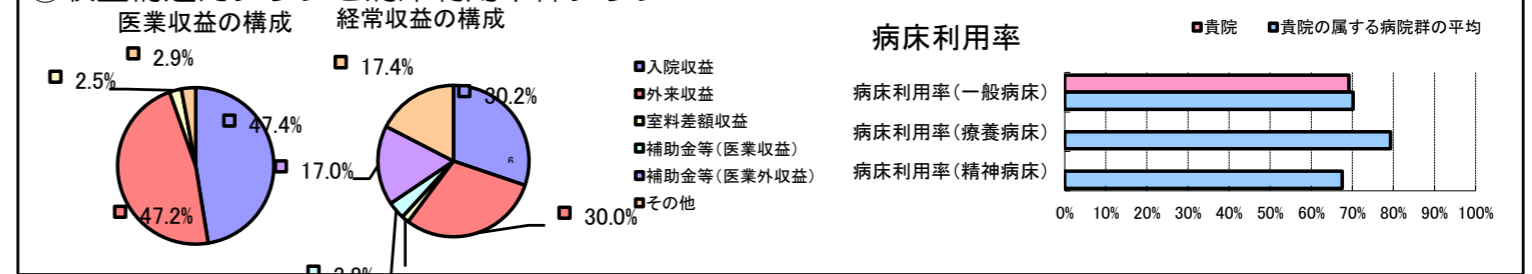 医業収益の構成
経常収益の構成
2.9%
2.5%
47.4%
47.2%
17.4%
30.2%
17.0%
6
30.0%
入院収益
外来収益
室料差額収益
補助金等(医業収益)
補助金等(医業外収益)
その他
病床利用率
貴院
貴院の属する病院群の平均
病床利用率(一般病床)
病床利用率(療養病床)
病床利用率(精神病床)
0% 10% 20% 30% 40% 50% 60% 70% 80% 90% 100%